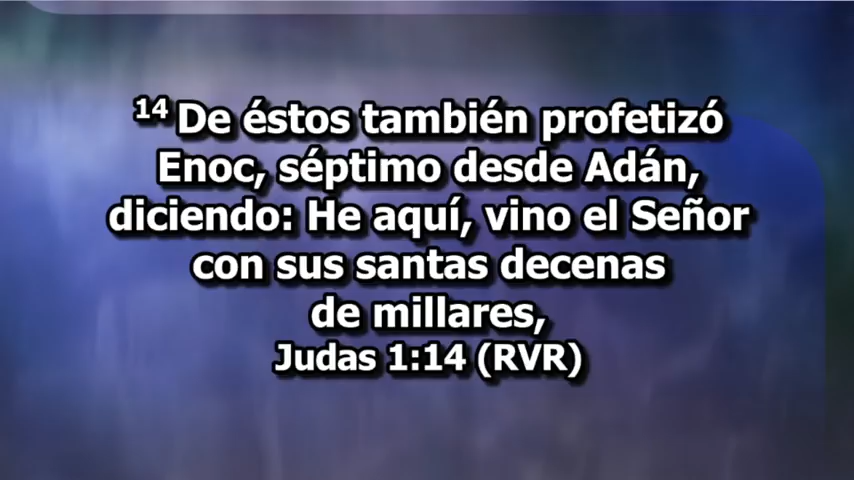 14 De éstos también profetizó
Enoc, séptimo desde Adán,
diciendo: He aquí, vino el Señor
con sus santas decenas
de millares,
Judas 1:14 (RVR)